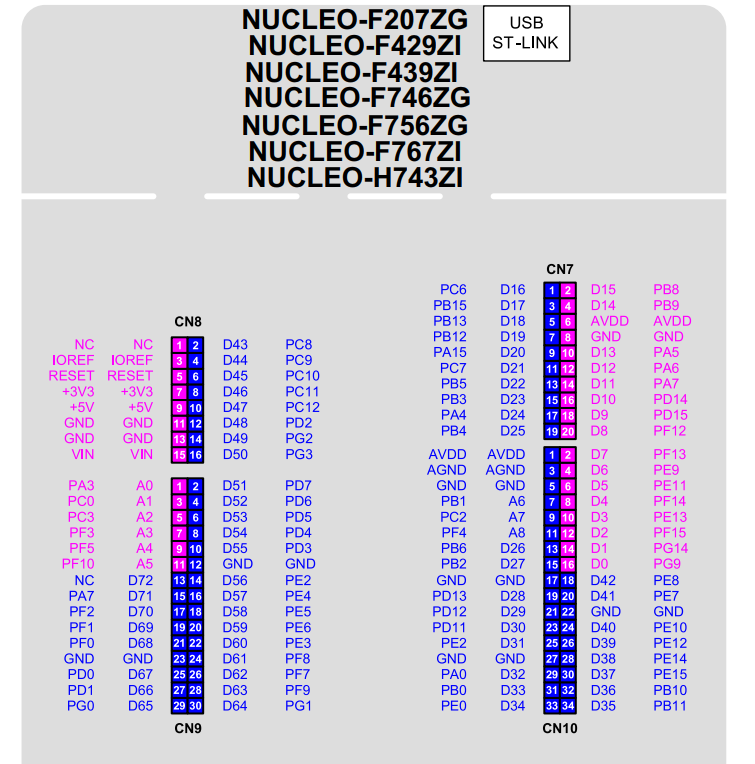 NUCLEO-F207ZG
NUCLEO-F429ZI
NUCLEO-F439ZI
NUCLEO-F746ZG
NUCLEO-F756ZG
NUCLEO-F767ZI
NUCLEO-H743ZI
USB
ST-LINK
CN8
NC NC 1 2 D43 PC8
IOREF IOREF 3 4 D44 PC9
RESET RESET 5 6 D45 PC10
+3V3 +3V3 7 8 D46 PC11
+5V +5V 9 10 D47 PC12
GND GND 11 12 D48 PD2
GND GND 13 14 D49 PG2
VIN VIN 15 16 D50 PG3
PA3 A0 1 2 D51 PD7
PC0 A1 3 4 D52 PD6
PC3 A2 5 6 D53 PD5
PF3 A3 7 8 D54 PD4
PF5 A4 9 10 D55 PD3
PF10 A5 11 12 GND GND
NC D72 13 14 D56 PE2
PA7 D71 15 16 D57 PE4
PF2 D70 17 18 D58 PE5
PF1 D69 19 20 D59 PE6
PF0 D68 21 22 D60 PE3
GND GND 23 24 D61 PF8
PD0 D67 25 26 D62 PF7
PD1 D66 27 28 D63 PF9
PG0 D65 29 30 D64 PG1
CN9
CN7
PC6 D16 1 2 D15 PB8
PB15 D17 3 4 D14 PB9
PB13 D18 5 6 AVDD AVDD
PB12 D19 7 8 GND GND
PA15 D20 9 10 D13 PA5
PC7 D21 11 12 D12 PA6
PB5 D22 13 14 D11 PA7
PB3 D23 15 16 D10 PD14
PA4 D24 17 18 D9 PD15
PB4 D25 19 20 D8 PF12
AVDD AVDD 1 2 D7 PF13
AGND AGND 3 4 D6 PE9
GND GND 5 6 D5 PE11
PB1 A6 7 8 D4 PF14
PC2 A7 9 10 D3 PE13
PF4 A8 11 12 D2 PF15
PB6 D26 13 14 D1 PG14
PB2 D27 15 16 D0 PG9
GND GND 17 18 D42 PE8
PD13 D28 19 20 D41 PE7
PD12 D29 21 22 GND GND
PD11 D30 23 24 D40 PE10
PE2 D31 25 26 D39 PE12
GND GND 27 28 D38 PE14
PA0 D32 29 30 D37 PE15
PB0 D33 31 32 D36 PB10
PE0 D34 33 34 D35 PB11
CN10